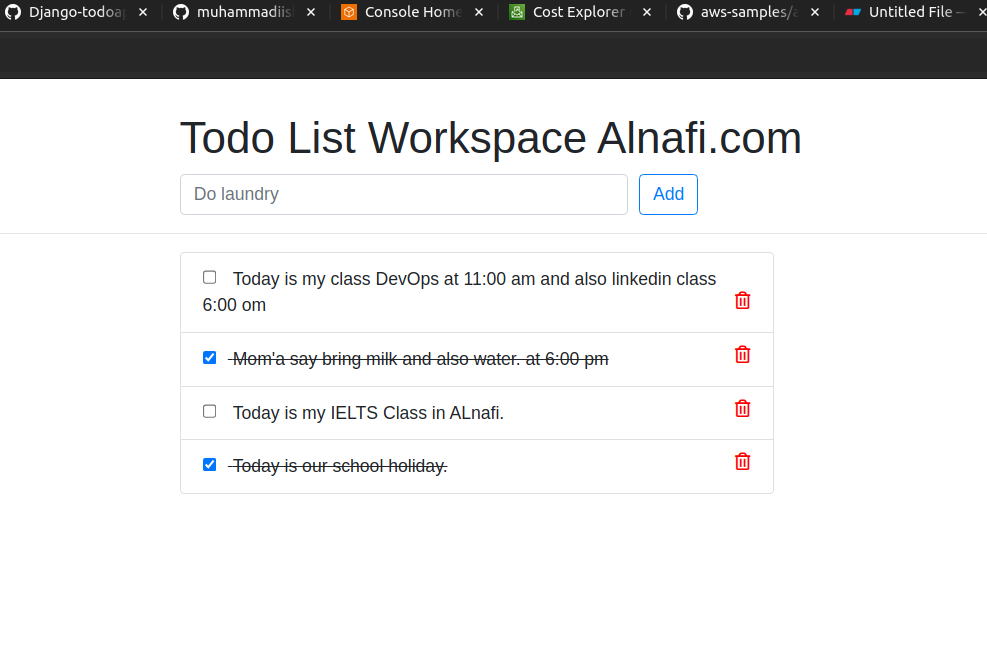 Django-todoap
muhammadiis
Console Home
Cost Explorer
aws-samples/a
Untitled File —
Todo List Workspace Alnafi.com
Do laundry
Add
Today is my class DevOps at 11:00 am and also linkedin class
6:00 om
Mom'a say bring milk and also water. at 6:00 pm
Today is my IELTS Class in ALnafi.
Today is our school holiday.